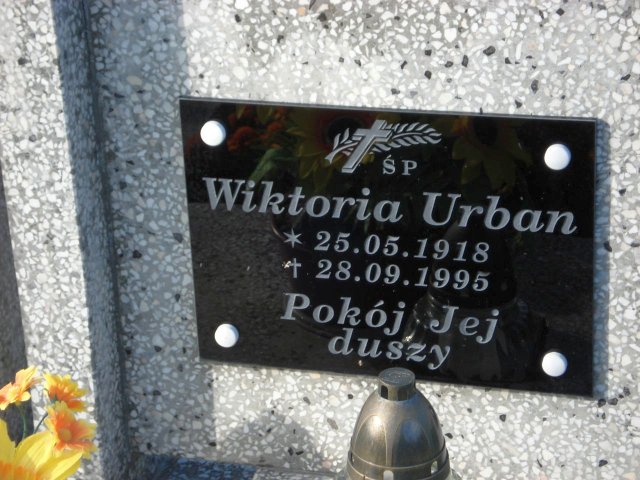 ŚP
Wiktoria Urban
✶ 25.05.1918
† 28.09.1995
Pokój Jej
duszy